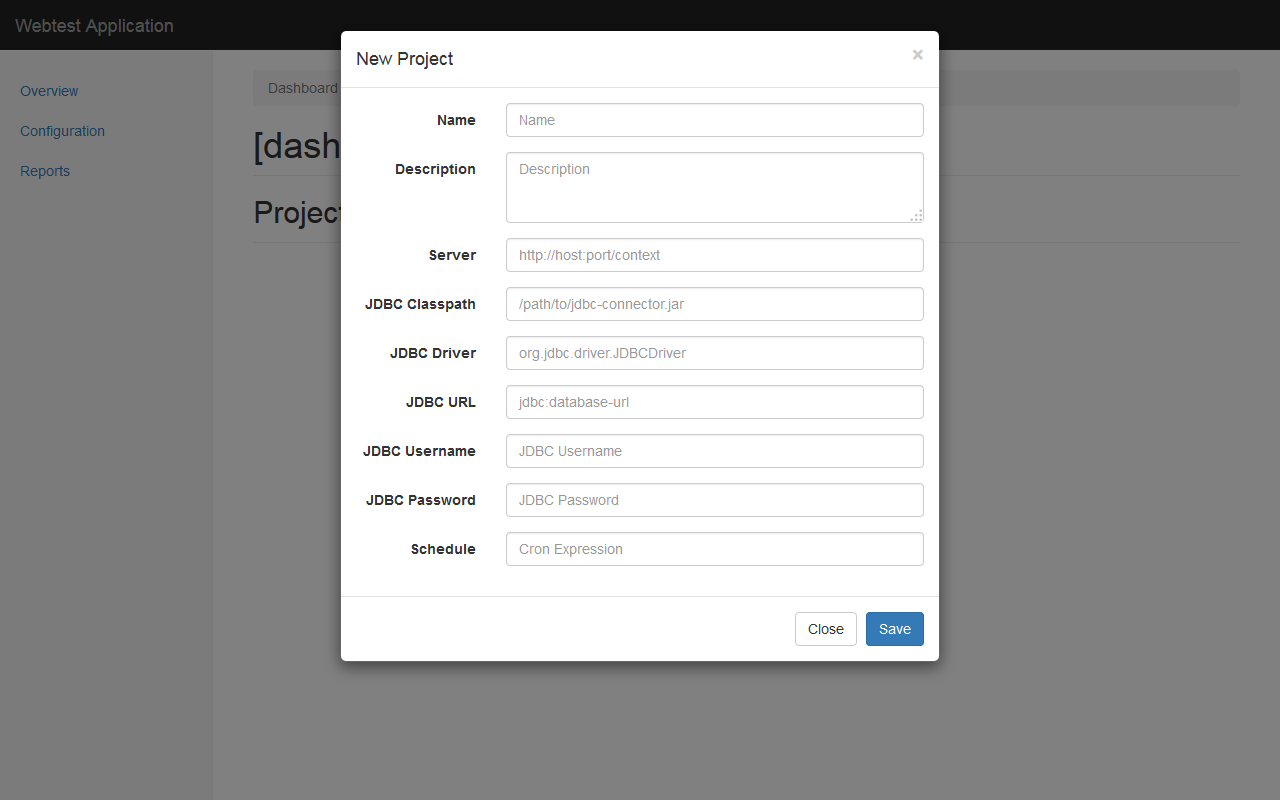 Webtest Application
New Project
×
Overview
Configuration
Reports
Dashboard
[dash
Project
Name
Name
Description
Description
Server
http://host:port/context
JDBC Classpath
/path/to/jdbc-connector.jar
JDBC Driver
org.jdbc.driver.JDBCDriver
JDBC URL
jdbc:database-url
JDBC Username
JDBC Username
JDBC Password
JDBC Password
Schedule
Cron Expression
Close
Save